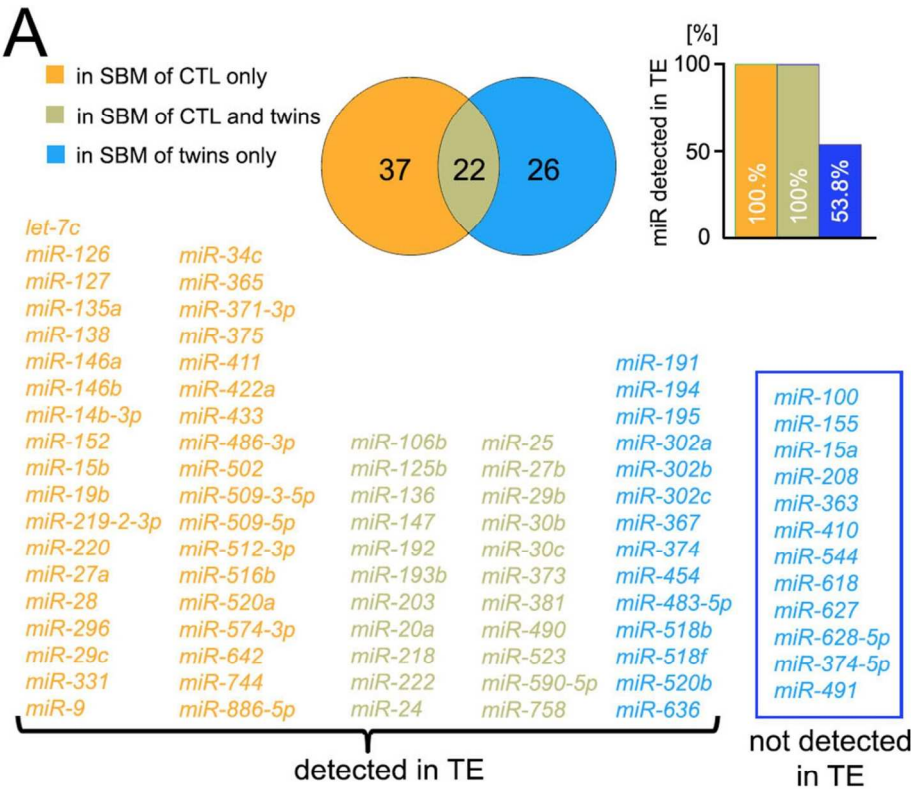 A
in SBM of CTL only
in SBM of CTL and twins
in SBM of twins only
37 22 26
[%]
miR detected in TE
100
50
0
100.%
100%
53.8%
let-7c
miR-126
miR-127
miR-135a
miR-138
miR-146a
miR-146b
miR-14b-3p
miR-152
miR-15b
miR-19b
miR-219-2-3p
miR-220
miR-27a
miR-28
miR-296
miR-29c
miR-331
miR-9
miR-34c
miR-365
miR-371-3p
miR-375
miR-411
miR-422a
miR-433
miR-486-3p
miR-502
miR-509-3-5p
miR-509-5p
miR-512-3p
miR-516b
miR-520a
miR-574-3p
miR-642
miR-744
miR-886-5p
miR-106b
miR-125b
miR-136
miR-147
miR-192
miR-193b
miR-203
miR-20a
miR-218
miR-222
miR-24
miR-25
miR-27b
miR-29b
miR-30b
miR-30c
miR-373
miR-381
miR-490
miR-523
miR-590-5p
miR-758
miR-191
miR-194
miR-195
miR-302a
miR-302b
miR-302c
miR-367
miR-374
miR-454
miR-483-5p
miR-518b
miR-518f
miR-520b
miR-636
miR-100
miR-155
miR-15a
miR-208
miR-363
miR-410
miR-544
miR-618
miR-627
miR-628-5p
miR-374-5p
miR-491
detected in TE
not detected
in TE